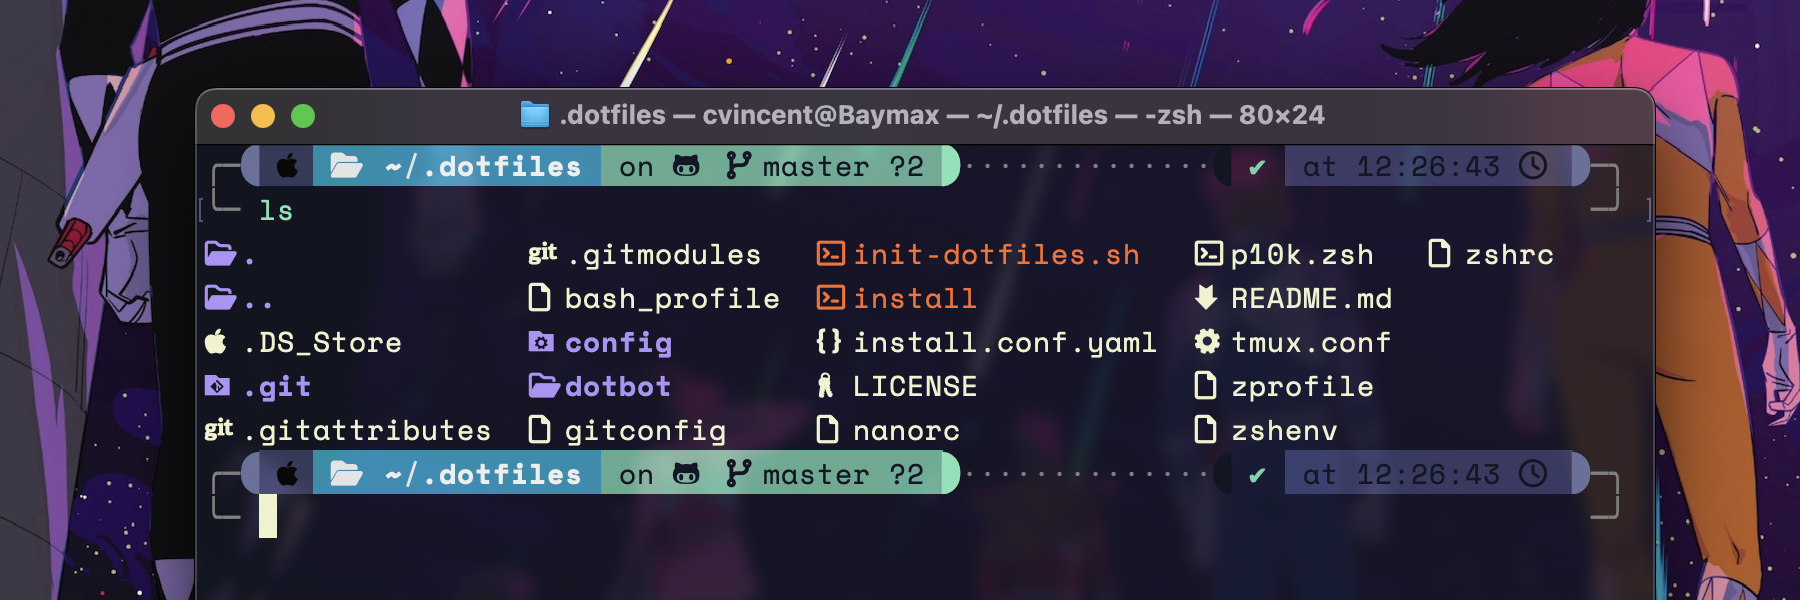 .dotfiles — cvincent@Baymax — ~/.dotfiles — -zsh — 80×24
~/.dotfiles on master ?2 ✔ at 12:26:43
ls
. .gitmodules init-dotfiles.sh p10k.zsh zshrc
.. bash_profile install README.md
.DS_Store config install.conf.yaml tmux.conf
.git dotbot LICENSE zprofile
git .gitattributes gitconfig nanorc zshenv
~/.dotfiles on master ?2 ✔ at 12:26:43